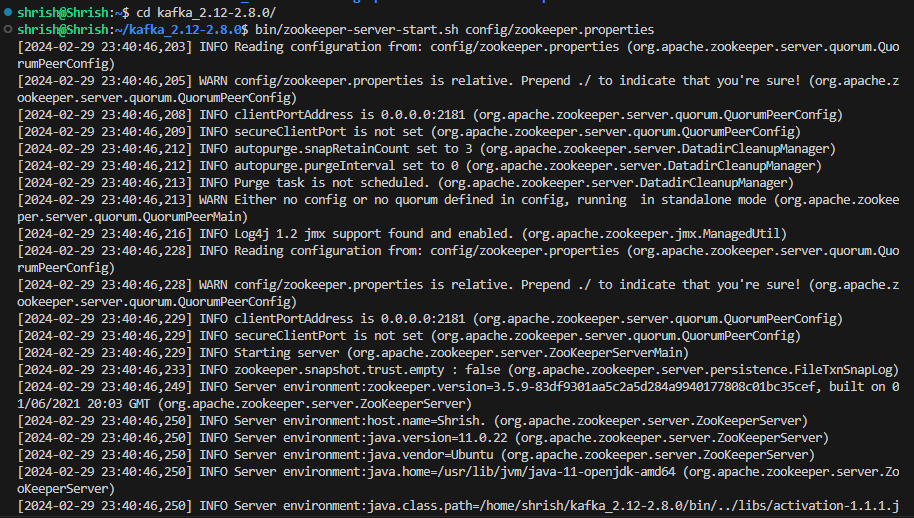 shrish@Shrish:~$ cd kafka_2.12-2.8.0/
shrish@Shrish:~/kafka_2.12-2.8.0$ bin/zookeeper-server-start.sh config/zookeeper.properties
[2024-02-29 23:40:46,203] INFO Reading configuration from: config/zookeeper.properties (org.apache.zookeeper.server.quorum.Quo
rumPeerConfig)
[2024-02-29 23:40:46,205] WARN config/zookeeper.properties is relative. Prepend ./ to indicate that you're sure! (org.apache.z
ookeeper.server.quorum.QuorumPeerConfig)
[2024-02-29 23:40:46,208] INFO clientPortAddress is 0.0.0.0:2181 (org.apache.zookeeper.server.quorum.QuorumPeerConfig)
[2024-02-29 23:40:46,209] INFO secureClientPort is not set (org.apache.zookeeper.server.quorum.QuorumPeerConfig)
[2024-02-29 23:40:46,212] INFO autopurge.snapRetainCount set to 3 (org.apache.zookeeper.server.DatadirCleanupManager)
[2024-02-29 23:40:46,212] INFO autopurge.purgeInterval set to 0 (org.apache.zookeeper.server.DatadirCleanupManager)
[2024-02-29 23:40:46,213] INFO Purge task is not scheduled. (org.apache.zookeeper.server.DatadirCleanupManager)
[2024-02-29 23:40:46,213] WARN Either no config or no quorum defined in config, running  in standalone mode (org.apache.zookee
per.server.quorum.QuorumPeerMain)
[2024-02-29 23:40:46,216] INFO Log4j 1.2 jmx support found and enabled. (org.apache.zookeeper.jmx.ManagedUtil)
[2024-02-29 23:40:46,228] INFO Reading configuration from: config/zookeeper.properties (org.apache.zookeeper.server.quorum.Quo
rumPeerConfig)
[2024-02-29 23:40:46,228] WARN config/zookeeper.properties is relative. Prepend ./ to indicate that you're sure! (org.apache.z
ookeeper.server.quorum.QuorumPeerConfig)
[2024-02-29 23:40:46,229] INFO clientPortAddress is 0.0.0.0:2181 (org.apache.zookeeper.server.quorum.QuorumPeerConfig)
[2024-02-29 23:40:46,229] INFO secureClientPort is not set (org.apache.zookeeper.server.quorum.QuorumPeerConfig)
[2024-02-29 23:40:46,229] INFO Starting server (org.apache.zookeeper.server.ZooKeeperServerMain)
[2024-02-29 23:40:46,233] INFO zookeeper.snapshot.trust.empty : false (org.apache.zookeeper.server.persistence.FileTxnSnapLog)
[2024-02-29 23:40:46,249] INFO Server environment:zookeeper.version=3.5.9-83df9301aa5c2a5d284a9940177808c01bc35cef, built on 0
1/06/2021 20:03 GMT (org.apache.zookeeper.server.ZooKeeperServer)
[2024-02-29 23:40:46,250] INFO Server environment:host.name=Shrish. (org.apache.zookeeper.server.ZooKeeperServer)
[2024-02-29 23:40:46,250] INFO Server environment:java.version=11.0.22 (org.apache.zookeeper.server.ZooKeeperServer)
[2024-02-29 23:40:46,250] INFO Server environment:java.vendor=Ubuntu (org.apache.zookeeper.server.ZooKeeperServer)
[2024-02-29 23:40:46,250] INFO Server environment:java.home=/usr/lib/jvm/java-11-openjdk-amd64 (org.apache.zookeeper.server.Zo
oKeeperServer)
[2024-02-29 23:40:46,250] INFO Server environment:java.class.path=/home/shrish/kafka_2.12-2.8.0/bin/../libs/activation-1.1.1.j